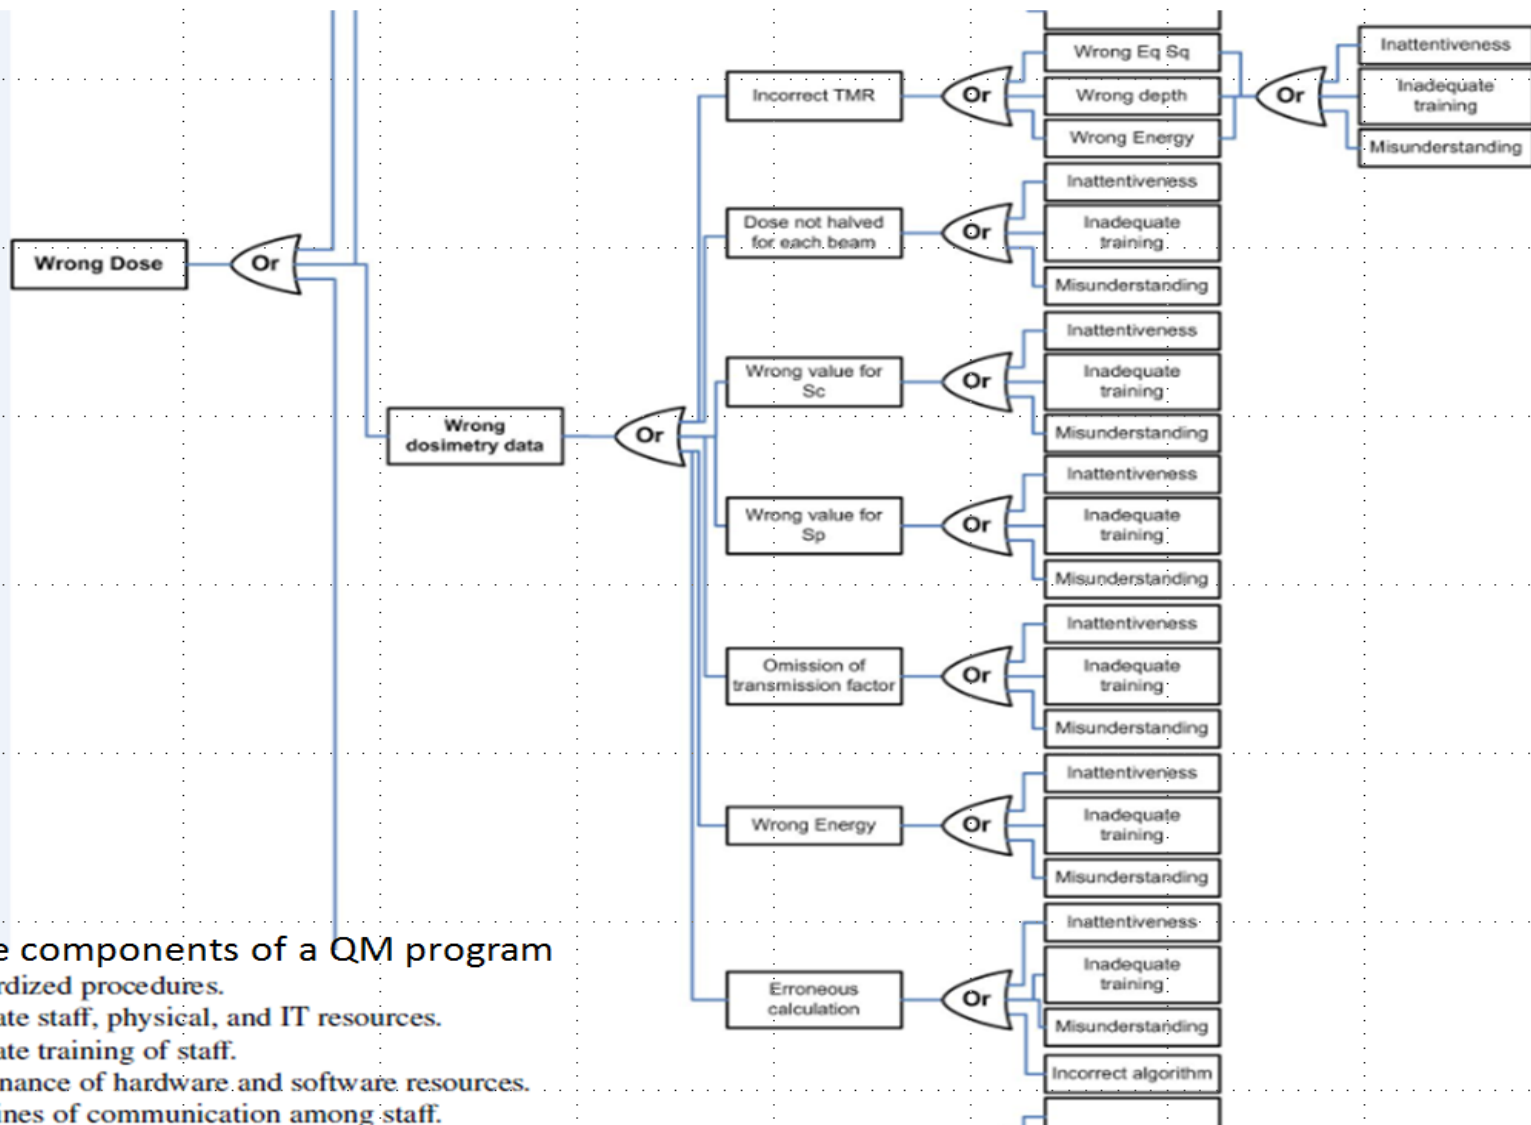 Wrong Eq Sq
Inattentiveness
Incorrect TMR
Or
Wrong depth
Or
Inadequate
training
Wrong Energy
Misunderstanding
Inattentiveness
Dose not halved
for each beam
Or
Inadequate
training
Misunderstanding
Wrong Dose
Or
Inattentiveness
Wrong value for
Sc
Or
Inadequate
training
Misunderstanding
Wrong
dosimetry data
Or
Inattentiveness
Wrong value for
Sp
Or
Inadequate
training
Misunderstanding
Inattentiveness
Omission of
transmission factor
Or
Inadequate
training
Misunderstanding
Inattentiveness
Wrong Energy
Or
Inadequate
training
Misunderstanding
Inattentiveness
Erroneous
calculation
Or
Inadequate
training
Misunderstanding
Incorrect algorithm
e components of a QM program
rdized procedures.
ate staff, physical, and IT resources.
ate training of staff.
nance of hardware and software resources.
ines of communication among staff.